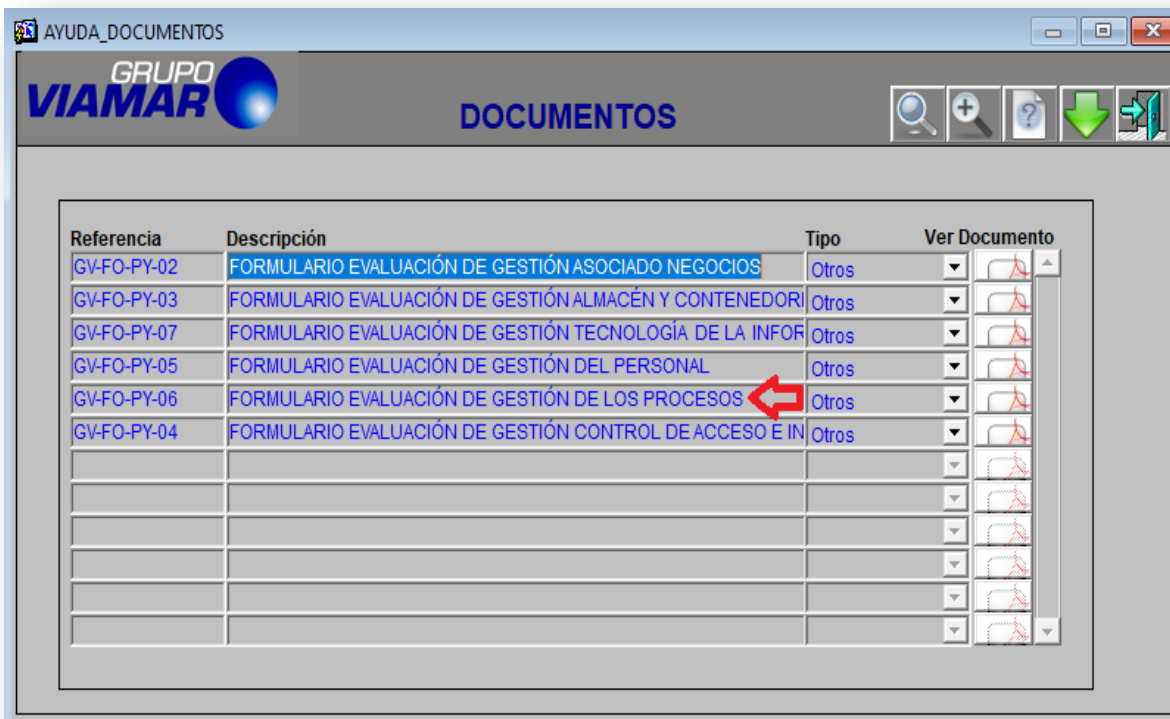 AYUDA_DOCUMENTOS
GRUPO
VIAMAR
DOCUMENTOS
Referencia Descripción Tipo Ver Documento
GV-FO-PY-02 FORMULARIO EVALUACIÓN DE GESTIÓN ASOCIADO NEGOCIOS Otros
GV-FO-PY-03 FORMULARIO EVALUACIÓN DE GESTIÓN ALMACÉN Y CONTENEDORI Otros
GV-FO-PY-07 FORMULARIO EVALUACIÓN DE GESTIÓN TECNOLOGÍA DE LA INFOR Otros
GV-FO-PY-05 FORMULARIO EVALUACIÓN DE GESTIÓN DEL PERSONAL Otros
GV-FO-PY-06 FORMULARIO EVALUACIÓN DE GESTIÓN DE LOS PROCESOS Otros
GV-FO-PY-04 FORMULARIO EVALUACIÓN DE GESTIÓN CONTROL DE ACCESO E IN Otros